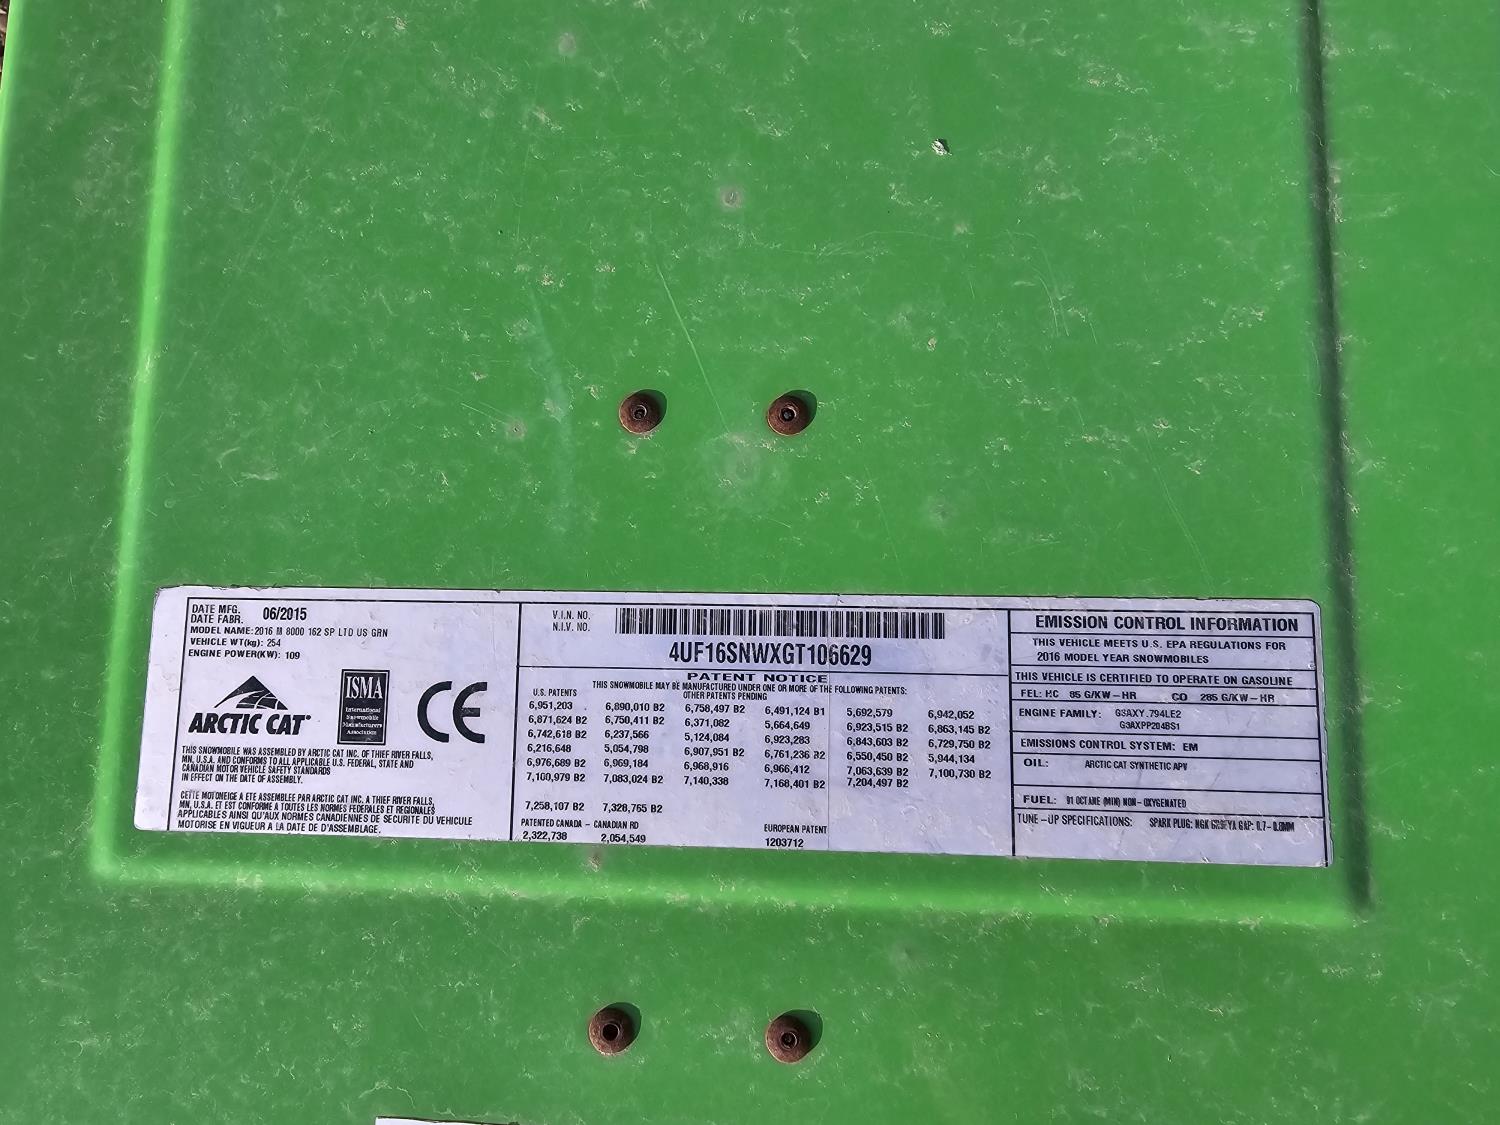 DATE MFG.
DATE FABR. 06/2015
MODEL NAME: 2016 M 8000 162 SP LTD US GRN
VEHICLE WT(kg): 254
ENGINE POWER(KW): 109
ARCTIC CAT
ISMA
International
Snowmobile
Manufacturers
Association
CE
THIS SNOWMOBILE WAS ASSEMBLED BY ARCTIC CAT INC. OF THIEF RIVER FALLS,
MN, U.S.A. AND CONFORMS TO ALL APPLICABLE U.S. FEDERAL, STATE AND
CANADIAN MOTOR VEHICLE SAFETY STANDARDS
IN EFFECT ON THE DATE OF ASSEMBLY.
CETTE MOTONEIGE A ETE ASSEMBLEE PAR ARCTIC CAT INC. A THIEF RIVER FALLS,
MN, U.S.A. ET EST CONFORME A TOUTES LES NORMES FEDERALES ET REGIONALES
APPLICABLES AINSI QU'AUX NORMES CANADIENNES DE SECURITE DU VEHICULE
MOTORISE EN VIGUEUR A LA DATE DE D'ASSEMBLAGE.
V.I.N. NO.
N.I.V. NO.
4UF16SNWXGT106629
PATENT NOTICE
THIS SNOWMOBILE MAY BE MANUFACTURED UNDER ONE OR MORE OF THE FOLLOWING PATENTS:
OTHER PATENTS PENDING
U.S. PATENTS
6,951,203 6,890,010 B2 6,758,497 B2 6,491,124 B1 5,692,579 6,942,052
6,871,624 B2 6,750,411 B2 6,371,082 5,664,649 6,923,515 B2 6,863,145 B2
6,742,618 B2 6,237,566 5,124,084 6,923,283 6,843,603 B2 6,729,750 B2
6,216,648 5,054,798 6,907,951 B2 6,761,236 B2 6,550,450 B2 5,944,134
6,976,689 B2 6,969,184 6,968,916 6,966,412 7,063,639 B2 7,100,730 B2
7,100,979 B2 7,083,024 B2 7,140,338 7,168,401 B2 7,204,497 B2
7,258,107 B2 7,328,765 B2
PATENTED CANADA - CANADIAN RD EUROPEAN PATENT
2,322,738 2,054,549 1203712
EMISSION CONTROL INFORMATION
THIS VEHICLE MEETS U.S. EPA REGULATIONS FOR
2016 MODEL YEAR SNOWMOBILES
THIS VEHICLE IS CERTIFIED TO OPERATE ON GASOLINE
FEL: HC 85 G/KW-HR CO 285 G/KW-HR
ENGINE FAMILY: GSAXY.794LE2
EMISSIONS CONTROL SYSTEM: EM
OIL: ARCTIC CAT SYNTHETIC APV
FUEL: 91 OCTANE (MIN) NON-OXYGENATED
TUNE-UP SPECIFICATIONS: SPARK PLUG: NGK GAP: 0.7-0.8MM